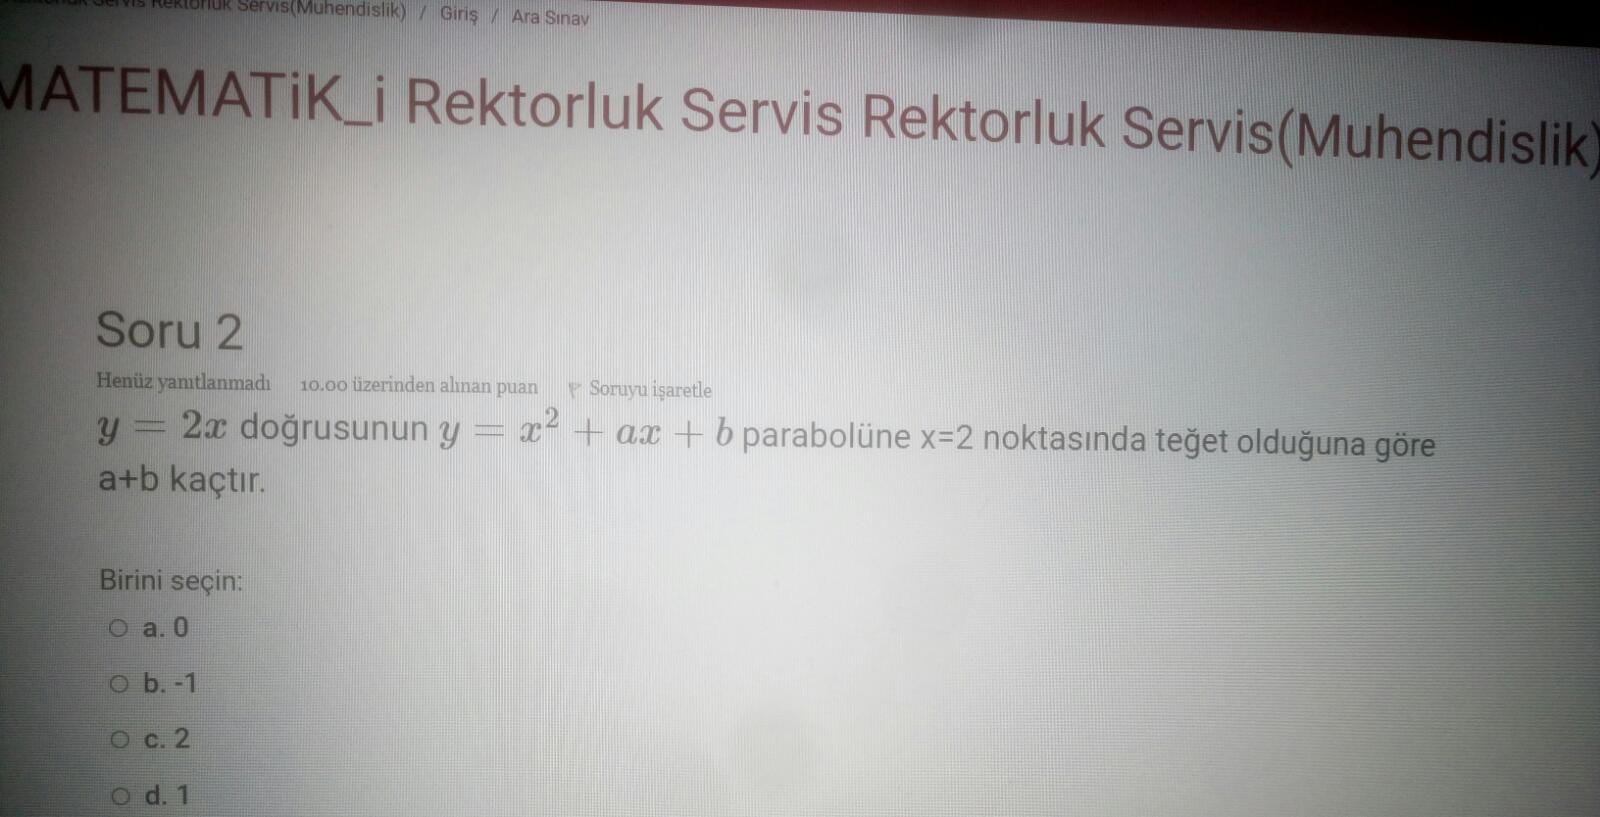 Servis Rektorluk Servis(Muhendislik) / Giriş / Ara Sınav
MATEMATiK_i Rektorluk Servis Rektorluk Servis(Muhendislik)
Soru 2
Henüz yanıtlanmadı 10.00 üzerinden alınan puan Soruyu işaretle
y = 2x doğrusunun y = x² + ax + b parabolüne x=2 noktasında teğet olduğuna göre
a+b kaçtır.
Birini seçin:
a. 0
b. -1
c. 2
d. 1